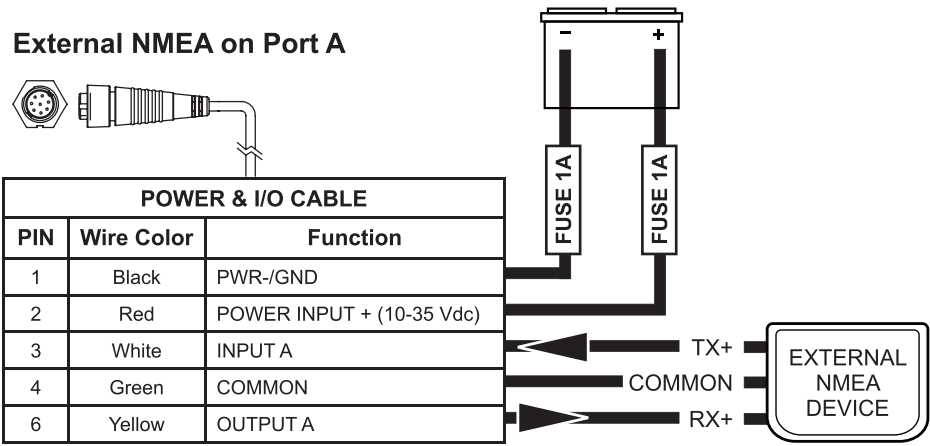 External NMEA on Port A
- +
FUSE 1A
FUSE 1A
POWER & I/O CABLE
PIN Wire Color Function
1 Black PWR-/GND
2 Red POWER INPUT + (10-35 Vdc)
3 White INPUT A
4 Green COMMON
6 Yellow OUTPUT A
TX+
COMMON
RX+
EXTERNAL
NMEA
DEVICE